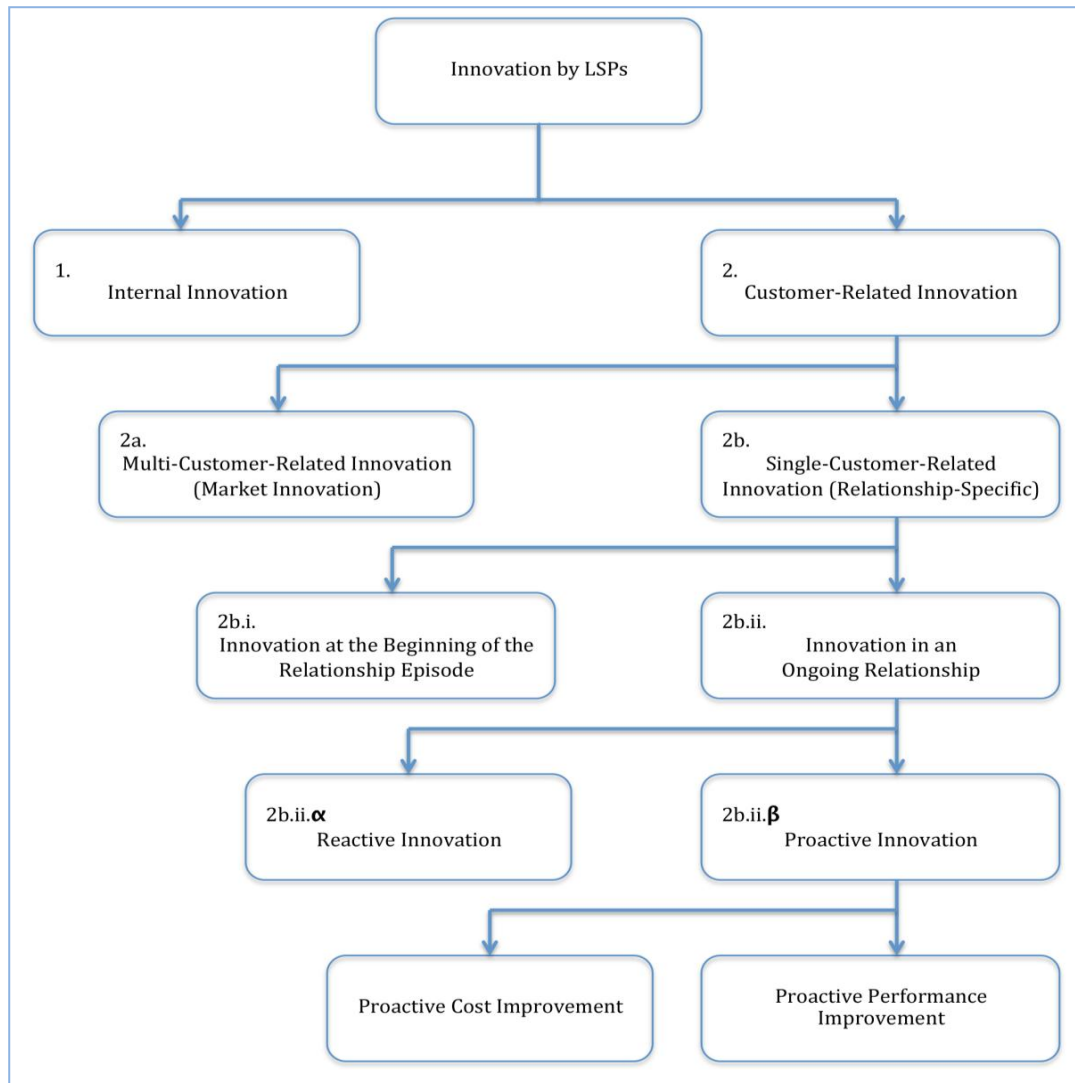 Innovation by LSPs
1.
Internal Innovation
2.
Customer-Related Innovation
2a.
Multi-Customer-Related Innovation
(Market Innovation)
2b.
Single-Customer-Related
Innovation (Relationship-Specific)
2b.i.
Innovation at the Beginning of the
Relationship Episode
2b.ii.
Innovation in an
Ongoing Relationship
2b.ii.α
Reactive Innovation
2b.ii.β
Proactive Innovation
Proactive Cost Improvement
Proactive Performance
Improvement